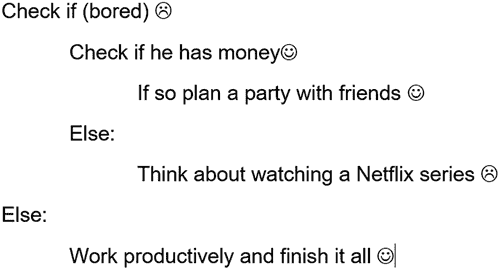 Check if (bored) ☹
Check if he has money☺
If so plan a party with friends ☺
Else:
Think about watching a Netflix series ☹
Else:
Work productively and finish it all ☺